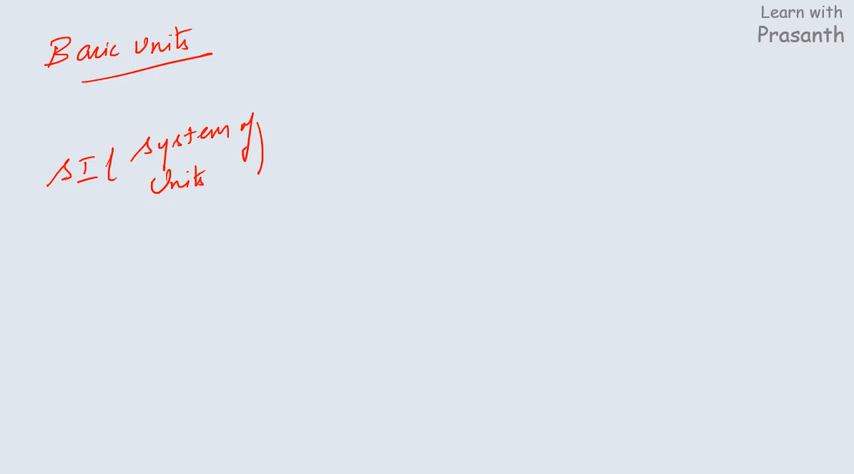 Learn with
Prasanth
Basic Units
SI ( System of
Units )